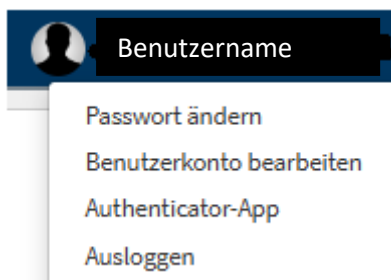 Benutzername
Passwort ändern
Benutzerkonto bearbeiten
Authenticator-App
Ausloggen